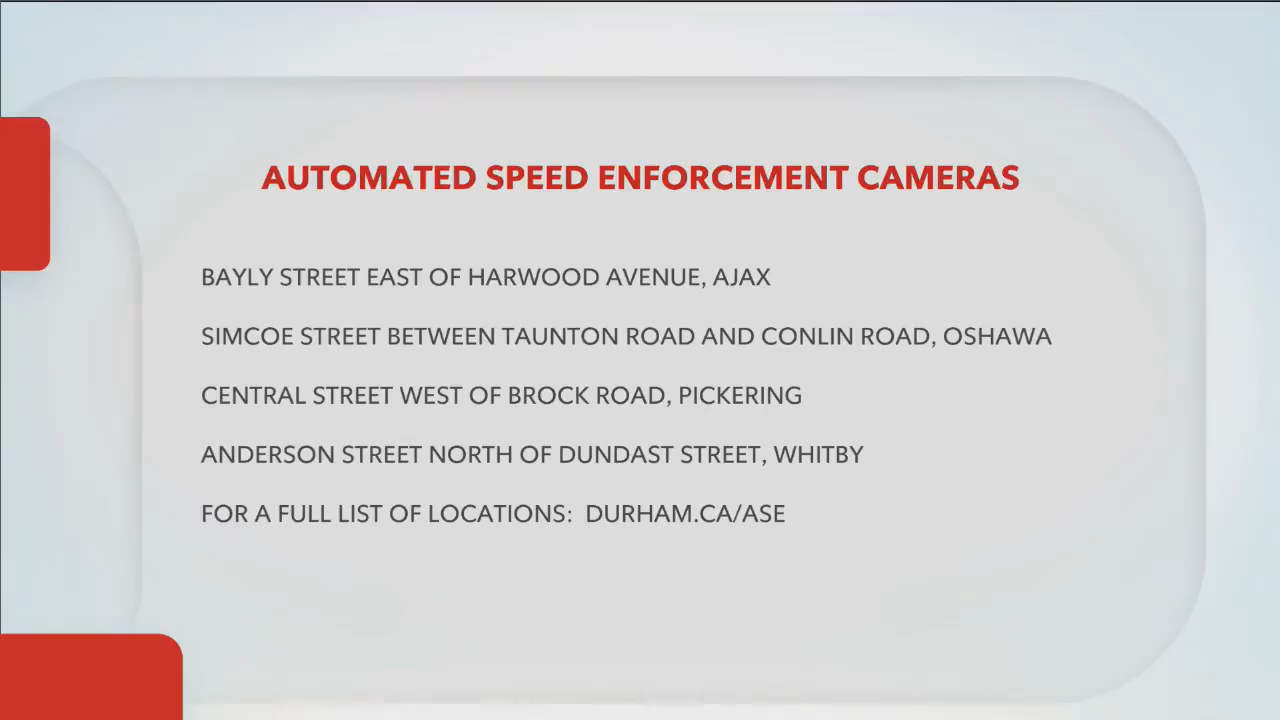 AUTOMATED SPEED ENFORCEMENT CAMERAS
BAYLY STREET EAST OF HARWOOD AVENUE, AJAX
SIMCOE STREET BETWEEN TAUNTON ROAD AND CONLIN ROAD, OSHAWA
CENTRAL STREET WEST OF BROCK ROAD, PICKERING
ANDERSON STREET NORTH OF DUNDAST STREET, WHITBY
FOR A FULL LIST OF LOCATIONS:  DURHAM.CA/ASE